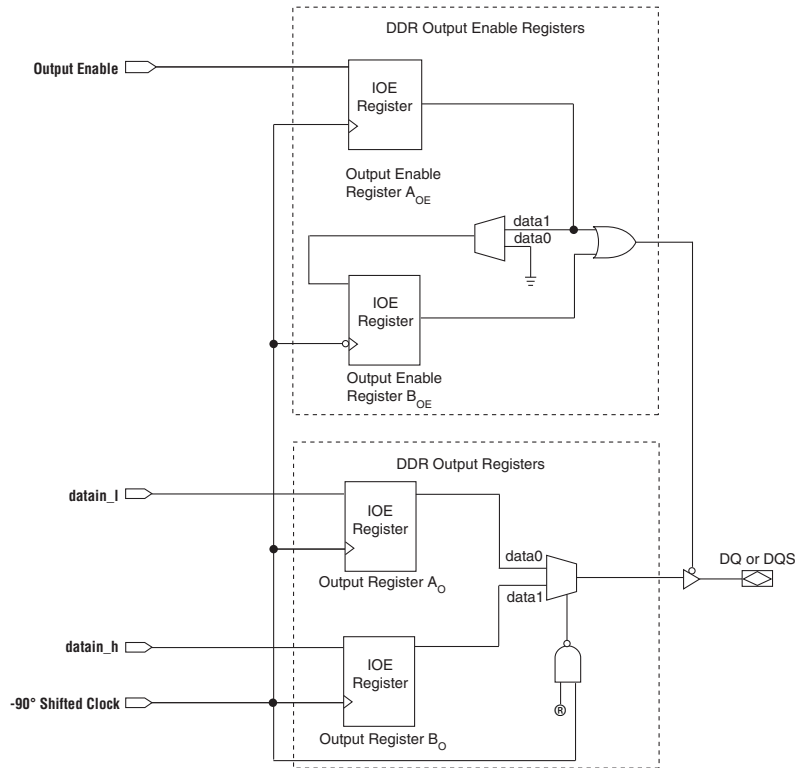 DDR Output Enable Registers
Output Enable
IOE
Register
Output Enable
Register A_OE
data1
data0
IOE
Register
Output Enable
Register B_OE
DDR Output Registers
datain_l
IOE
Register
Output Register A_O
data0
data1
DQ or DQS
datain_h
IOE
Register
-90° Shifted Clock
Output Register B_O
®